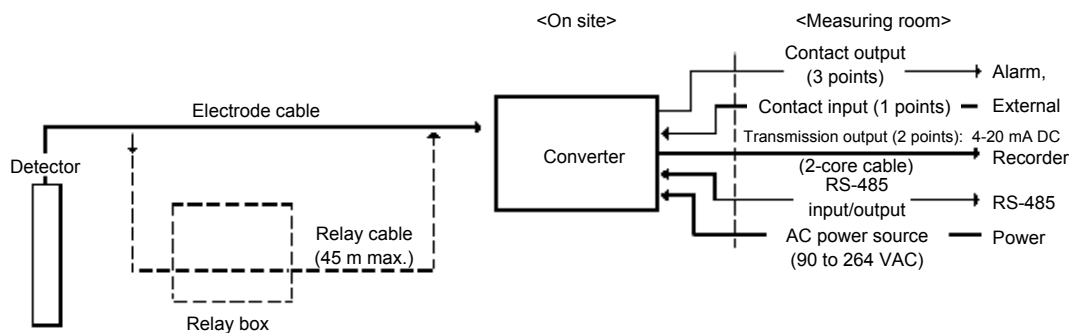 <On site>
<Measuring room>
Contact output
(3 points)
Alarm,
Electrode cable
Contact input (1 points)
External
Transmission output (2 points): 4-20 mA DC
Detector
Converter
(2-core cable)
Recorder
RS-485
input/output
RS-485
Relay cable
(45 m max.)
AC power source
(90 to 264 VAC)
Power
Relay box